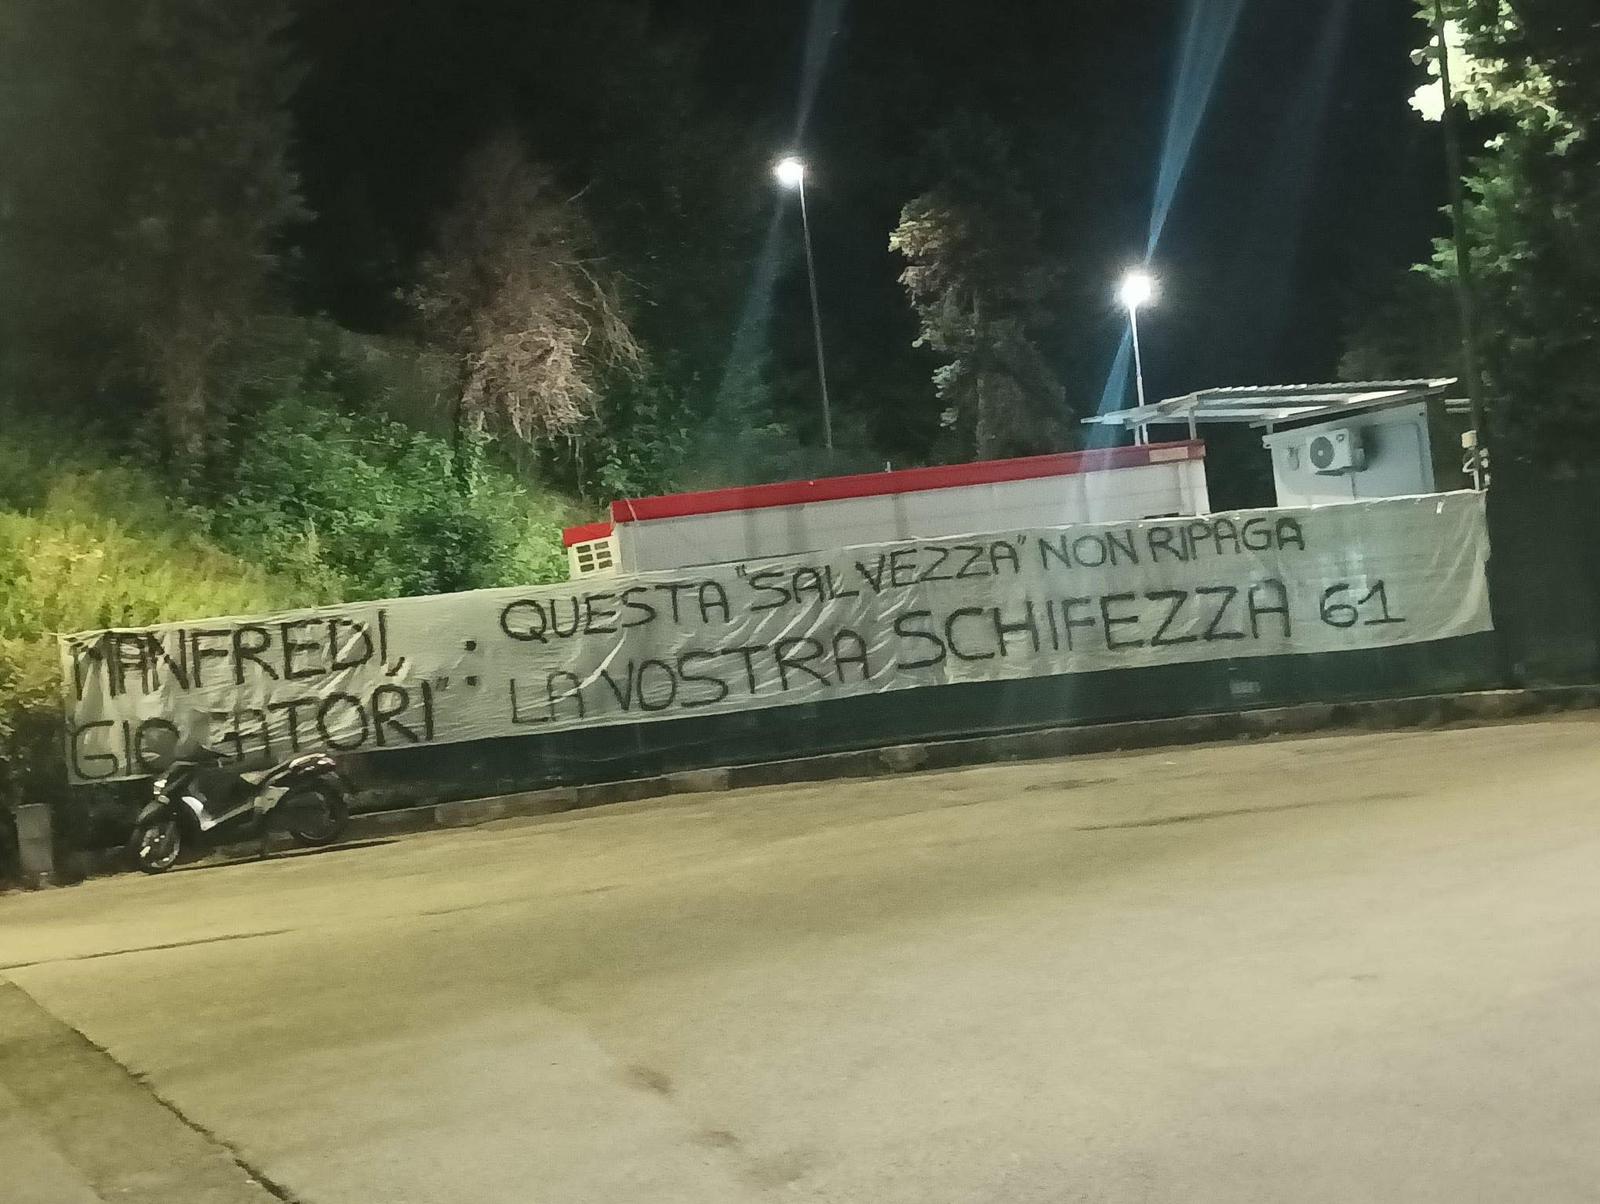 "MANFREDI,
GIOCATORI":
QUESTA "SALVEZZA" NON RIPAGA
LA VOSTRA SCHIFEZZA 61